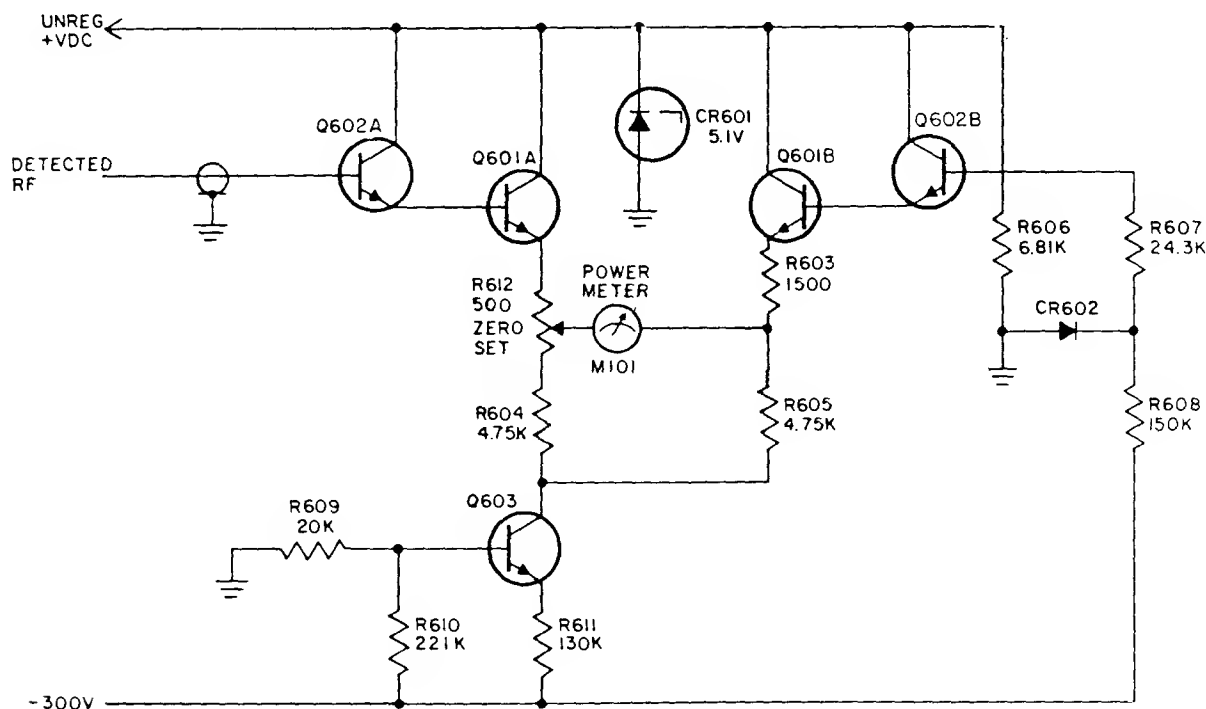 UNREG
+VDC
Q602A
Q601A
CR601
5.1V
Q601B
Q602B
DETECTED
RF
R606
6.81K
R607
24.3K
R603
1500
POWER
METER
R612
500
ZERO
SET
CR602
M101
R604
4.75K
R605
4.75K
R608
150K
Q603
R609
20K
R610
221K
R611
130K
-300V